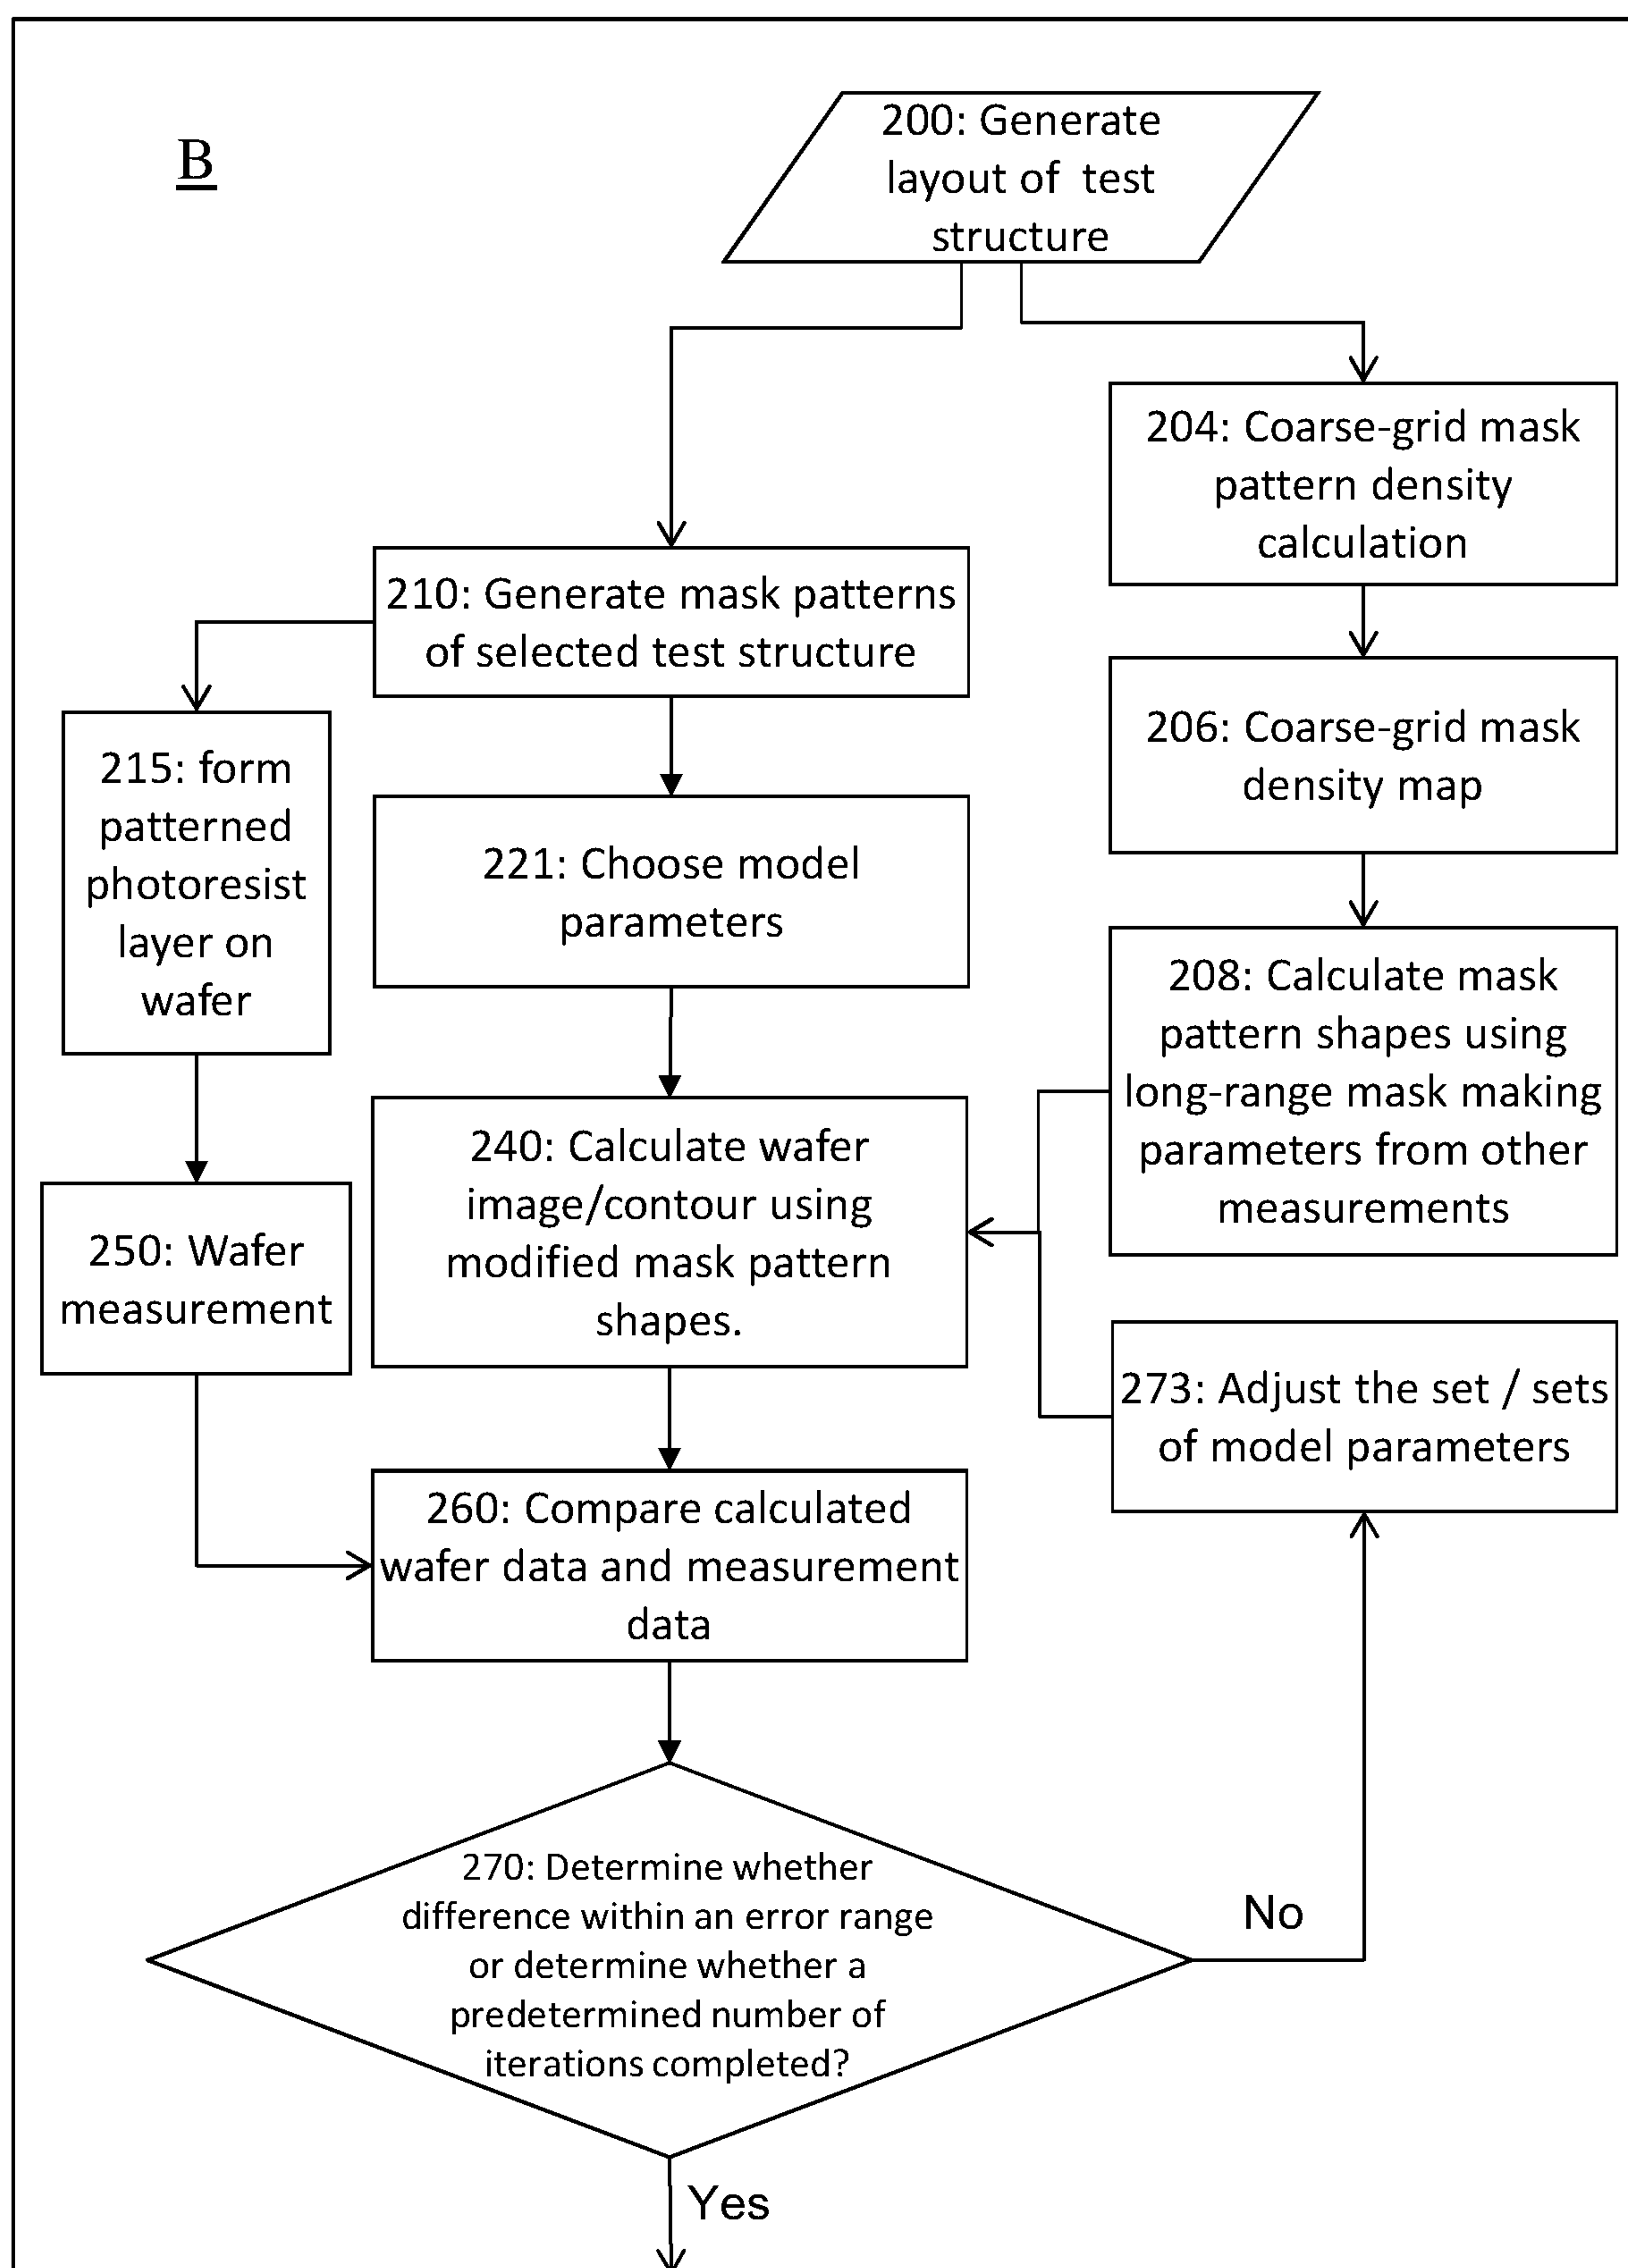 B
200: Generate
layout of test
structure
204: Coarse-grid mask
pattern density
calculation
210: Generate mask patterns
of selected test structure
206: Coarse-grid mask
density map
215: form
patterned
photoresist
layer on
wafer
221: Choose model
parameters
208: Calculate mask
pattern shapes using
long-range mask making
parameters from other
measurements
240: Calculate wafer
image/contour using
modified mask pattern
shapes.
250: Wafer
measurement
273: Adjust the set / sets
of model parameters
260: Compare calculated
wafer data and measurement
data
270: Determine whether
difference within an error range
or determine whether a
predetermined number of
iterations completed?
No
Yes